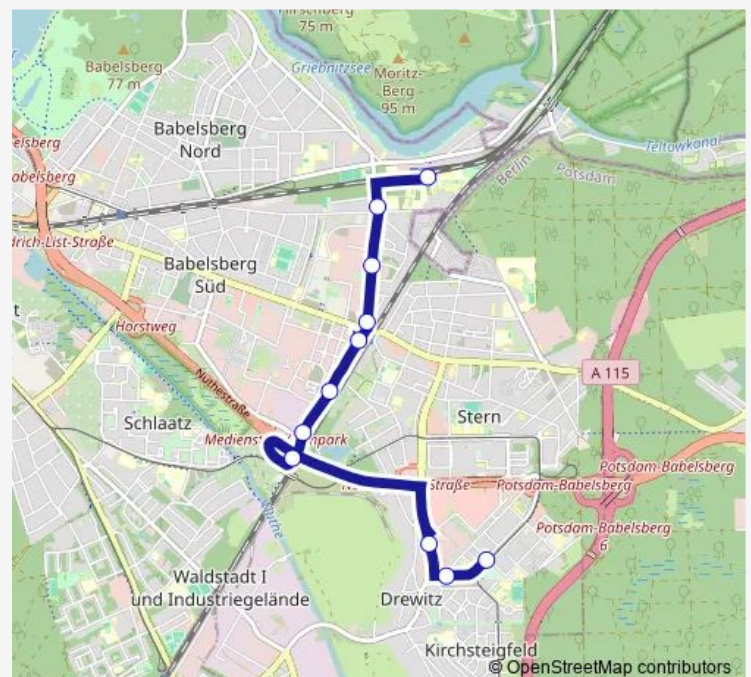 75 m
Babelsberg
77 m
Griebnitzsee
Moritz-
Berg
95 m
Babelsberg
Nord
Teltowkanal
Berlin
Potsdam
elsberg
abelsberg
drich-List-Straße
Babelsberg
Süd
t
Horstweg
A 115
Nuthestraße
Schlaatz
Stern
Straße
Potsdam-Babelsberg
Potsdam-Babelsberg
Potsdam-Babelsberg
6
Nuthe
Waldstadt I
und Industriegelände
Drewitz
Kirchsteigfeld
© OpenStreetMap contributors